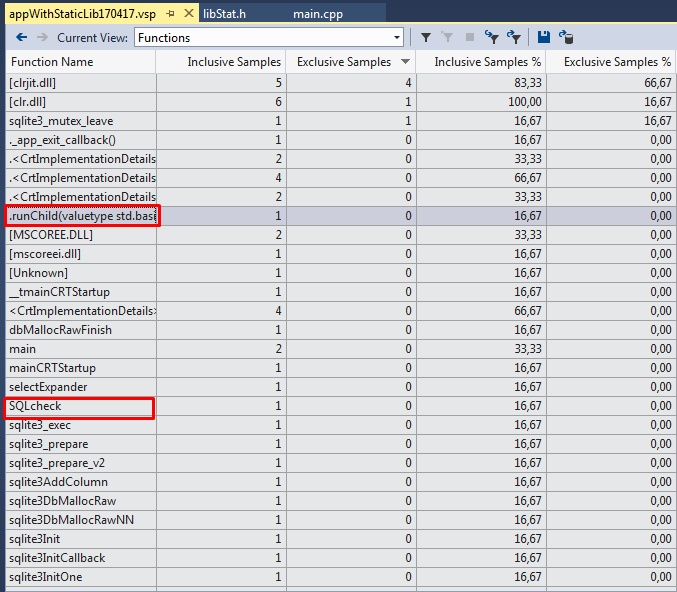 appWithStaticLib170417.vsp libStat.h main.cpp
Current View: Functions
Function Name Inclusive Samples Exclusive Samples Inclusive Samples % Exclusive Samples %
[clrjit.dll] 5 4 83,33 66,67
[clr.dll] 6 1 100,00 16,67
sqlite3_mutex_leave 1 1 16,67 16,67
._app_exit_callback() 1 0 16,67 0,00
.<CrtImplementationDetails 2 0 33,33 0,00
.<CrtImplementationDetails 4 0 66,67 0,00
.<CrtImplementationDetails 2 0 33,33 0,00
.runChild(valuetype std.basi 1 0 16,67 0,00
[MSCOREE.DLL] 2 0 33,33 0,00
[mscoreei.dll] 1 0 16,67 0,00
[Unknown] 1 0 16,67 0,00
__tmainCRTStartup 1 0 16,67 0,00
<CrtImplementationDetails> 4 0 66,67 0,00
dbMallocRawFinish 1 0 16,67 0,00
main 2 0 33,33 0,00
mainCRTStartup 1 0 16,67 0,00
selectExpander 1 0 16,67 0,00
SQLcheck 1 0 16,67 0,00
sqlite3_exec 1 0 16,67 0,00
sqlite3_prepare 1 0 16,67 0,00
sqlite3_prepare_v2 1 0 16,67 0,00
sqlite3AddColumn 1 0 16,67 0,00
sqlite3DbMallocRaw 1 0 16,67 0,00
sqlite3DbMallocRawNN 1 0 16,67 0,00
sqlite3Init 1 0 16,67 0,00
sqlite3InitCallback 1 0 16,67 0,00
sqlite3InitOne 1 0 16,67 0,00